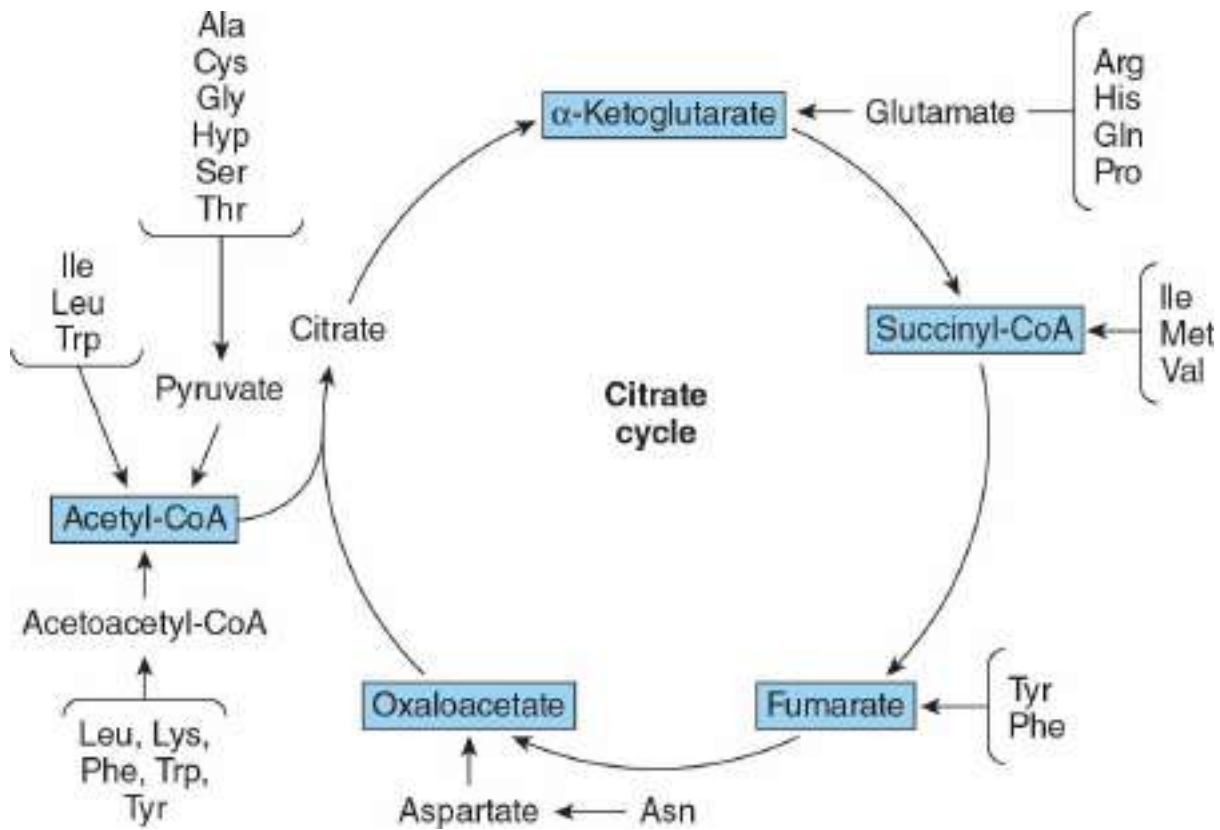 Ala
Cys
Gly
Hyp
Ser
Thr
Ile
Leu
Trp
Pyruvate
Citrate
α-Ketoglutarate
Glutamate
Arg
His
Gln
Pro
Succinyl-CoA
Ile
Met
Val
Citrate
cycle
Acetyl-CoA
Acetoacetyl-CoA
Leu, Lys,
Phe, Trp,
Tyr
Oxaloacetate
Fumarate
Tyr
Phe
Aspartate
Asn